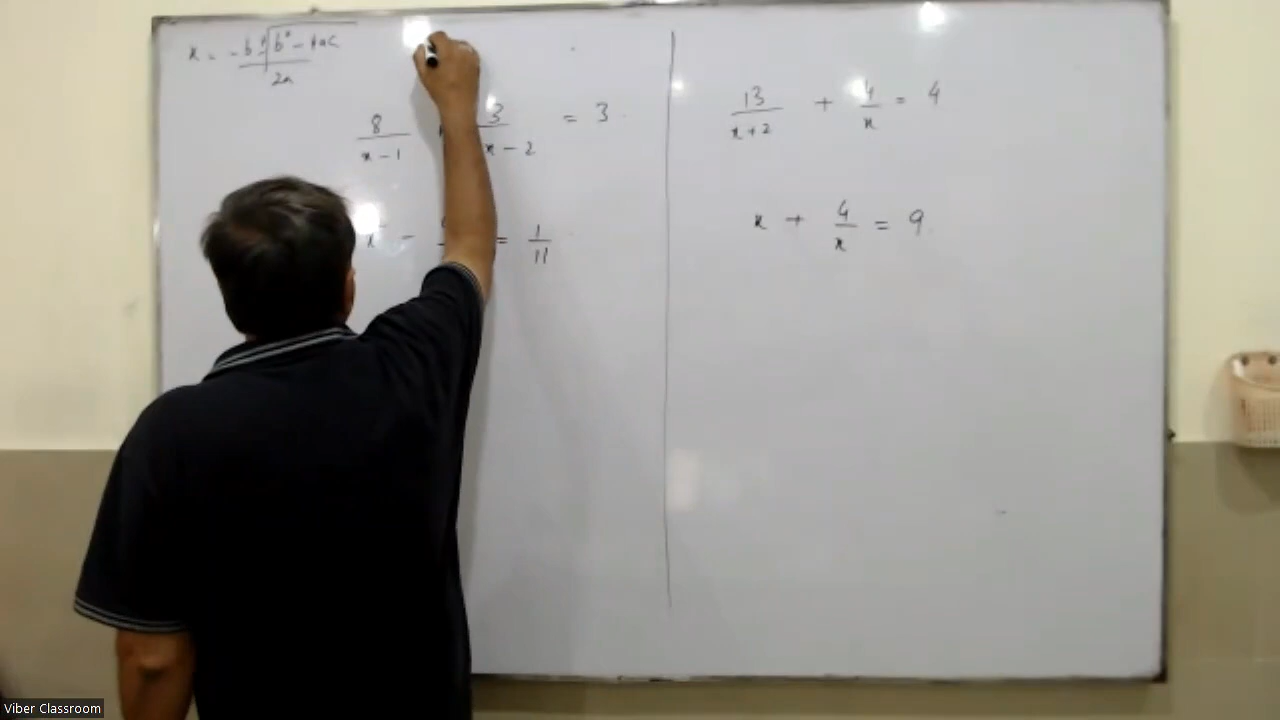 x = -b ± √b² - 4ac
2a
8/x-1 3/x-2 = 3
x - = 1/11
13/x+2 + 4/x = 4
x + 4/x = 9
Viber Classroom